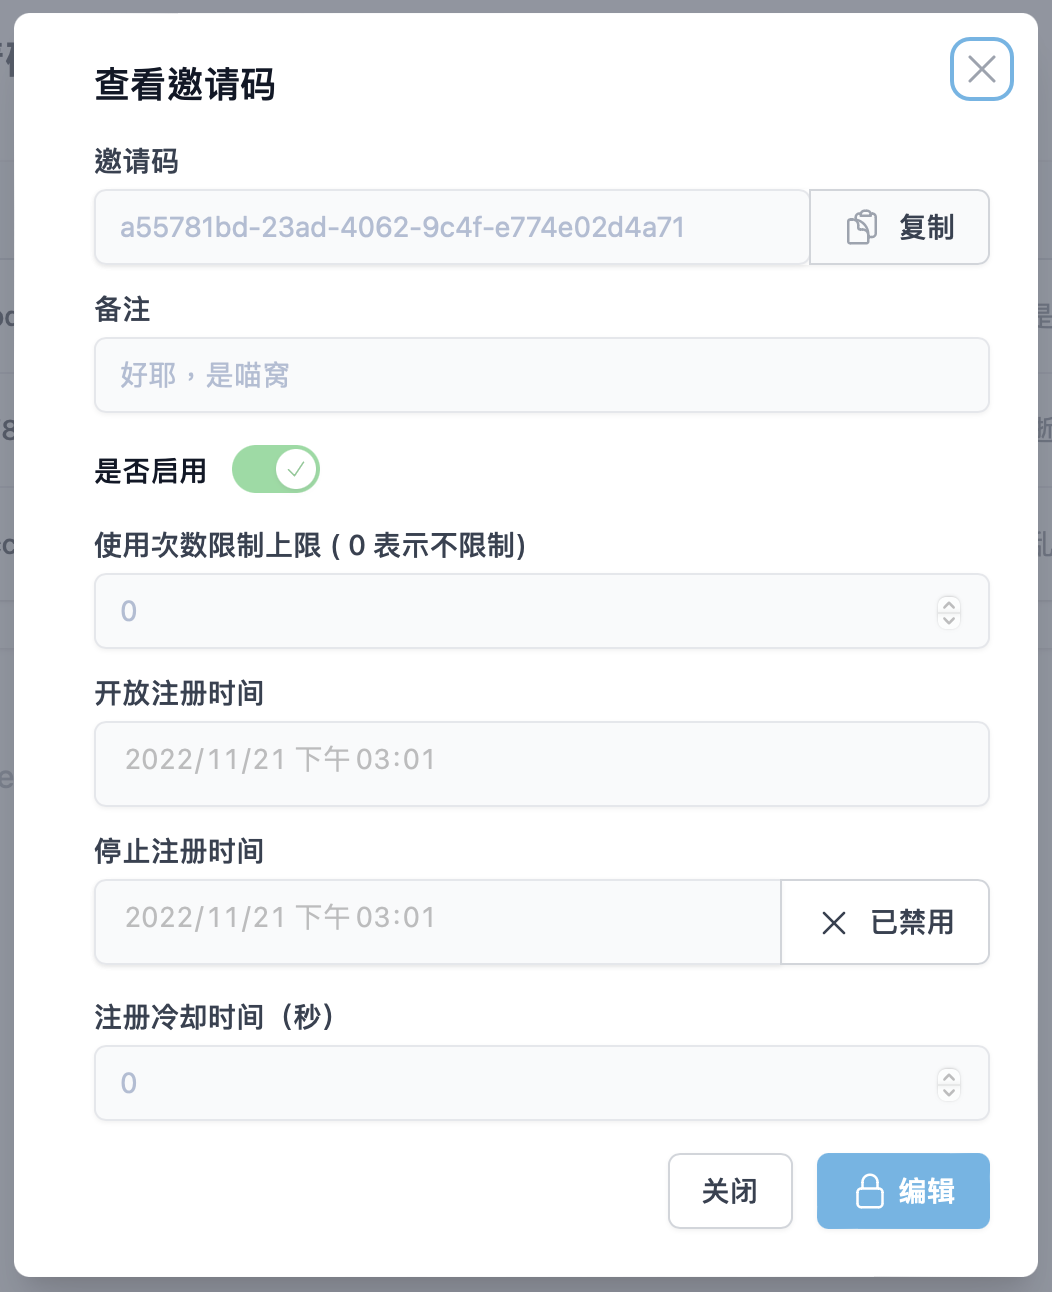 查看邀请码
邀请码
a55781bd-23ad-4062-9c4f-e774e02d4a71
复制
备注
好耶，是喵窝
是否启用
使用次数限制上限 ( 0 表示不限制)
0
开放注册时间
2022/11/21 下午 03:01
停止注册时间
2022/11/21 下午 03:01
已禁用
注册冷却时间（秒）
0
关闭
编辑